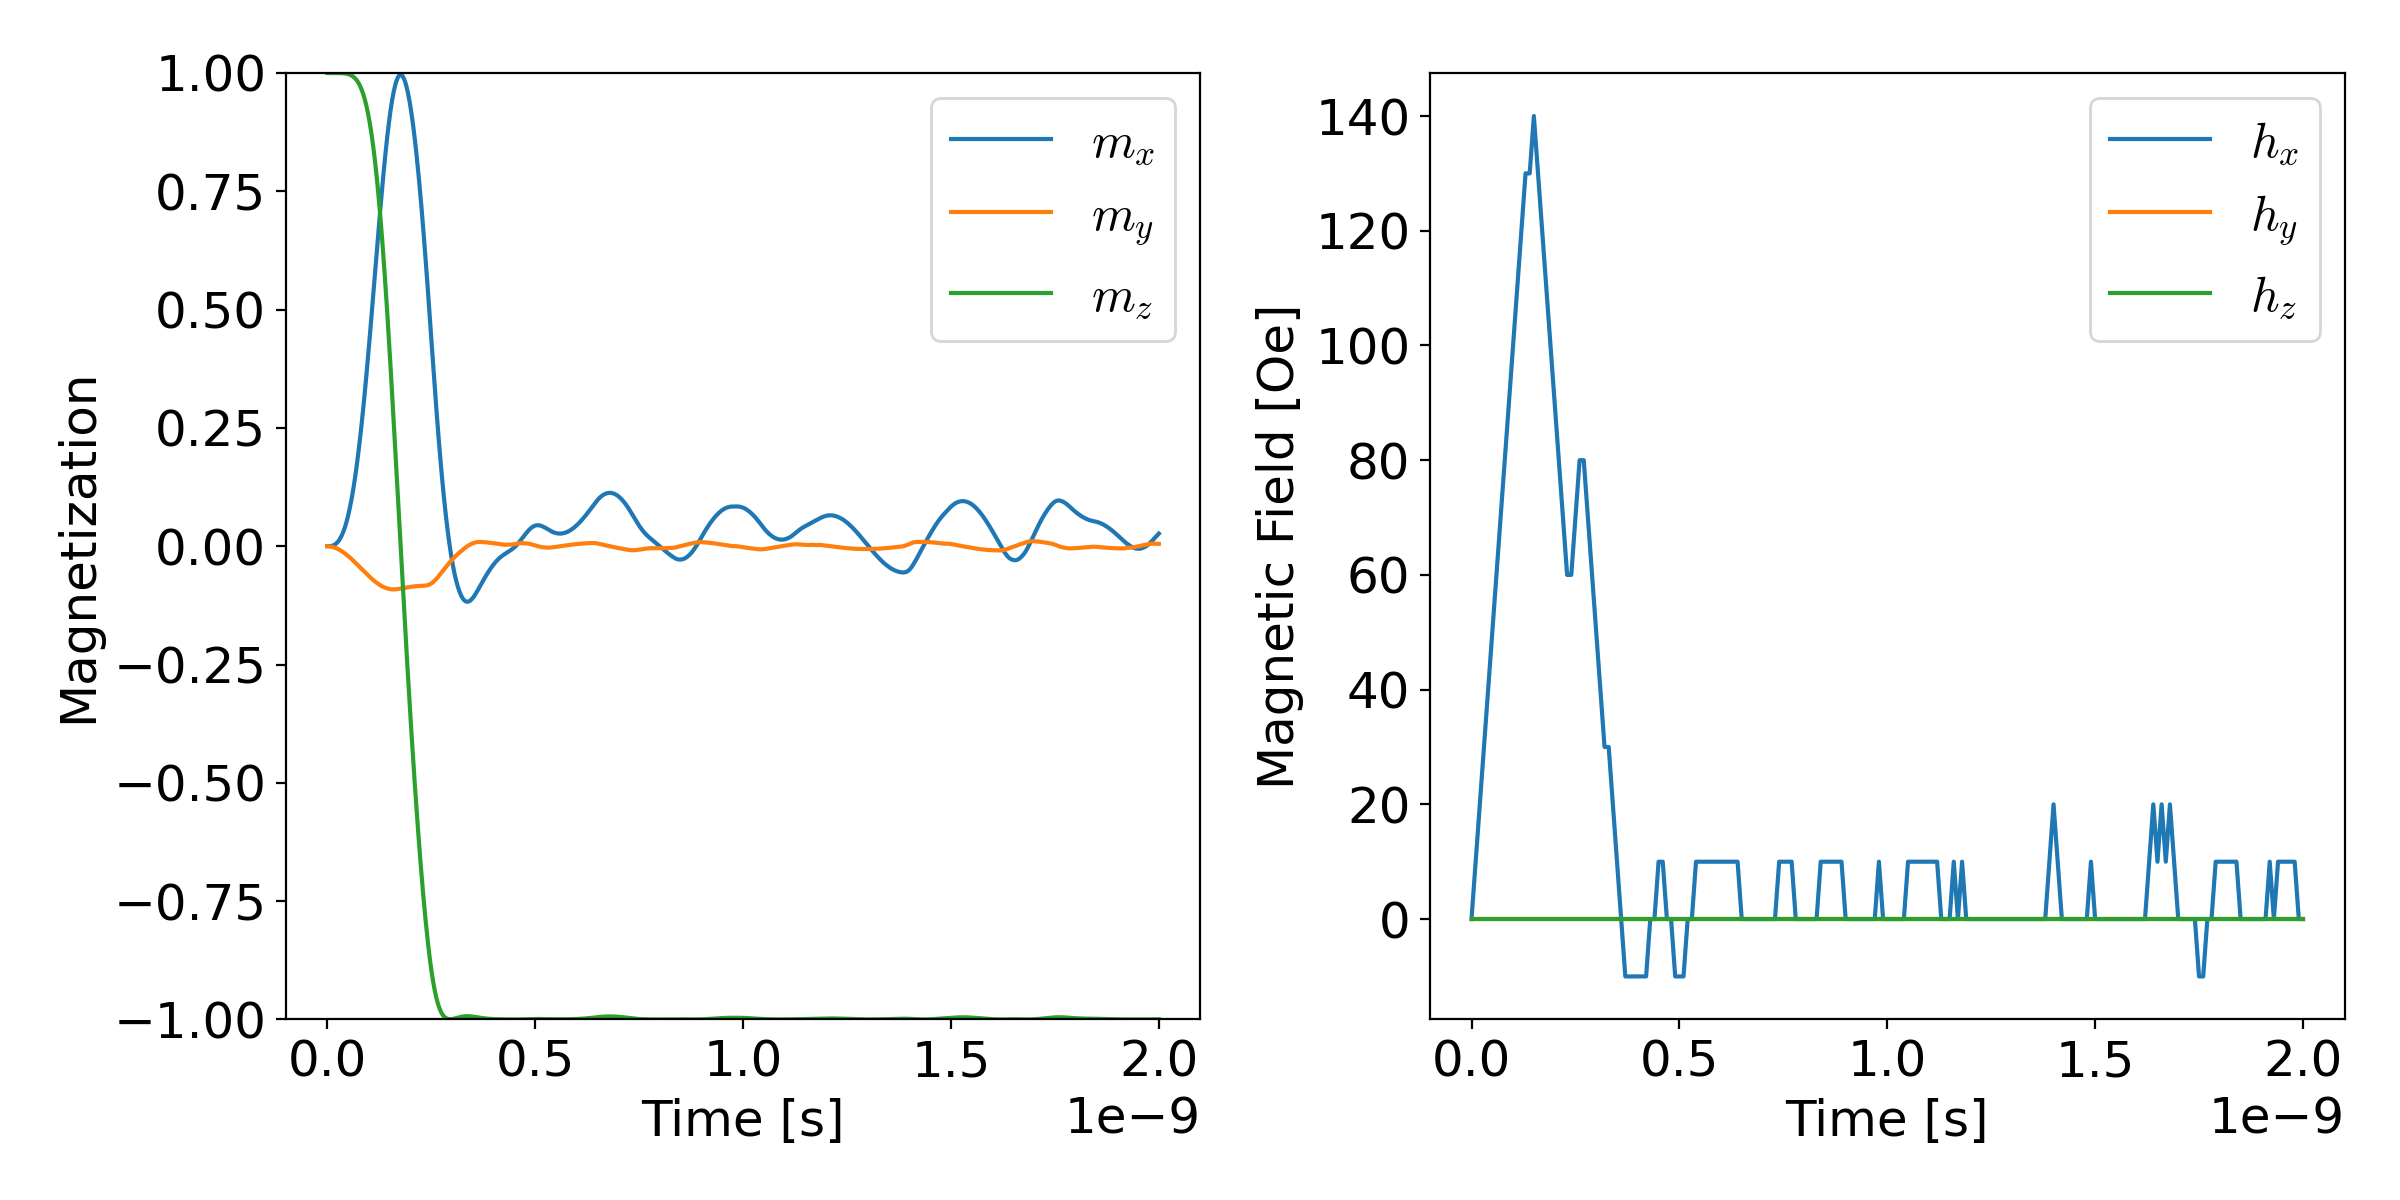 1.00
0.75
0.50
0.25
0.00
−0.25
−0.50
−0.75
−1.00
Magnetization
0.0 0.5 1.0 1.5 2.0
Time [s]
1e−9
m_x
m_y
m_z
140
120
100
80
60
40
20
0
Magnetic Field [Oe]
0.0 0.5 1.0 1.5 2.0
Time [s]
1e−9
h_x
h_y
h_z